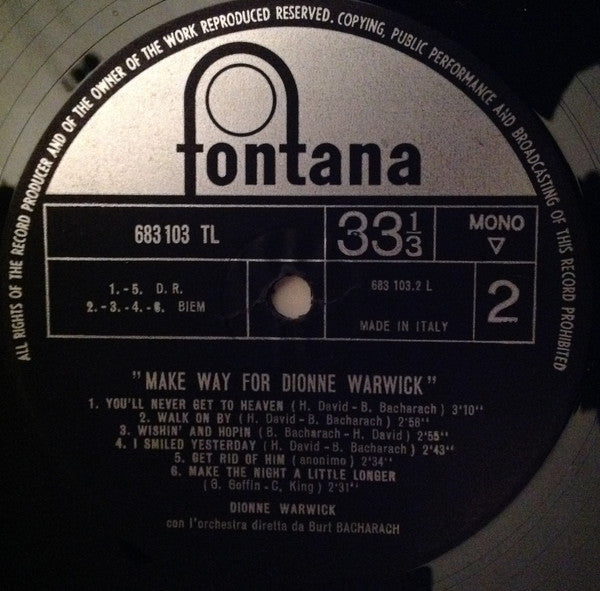 ALL RIGHTS OF THE RECORD PRODUCER AND OF THE OWNER OF THE WORK REPRODUCED RESERVED. COPYING, PUBLIC PERFORMANCE AND BROADCASTING OF THIS RECORD PROHIBITED
fontana
683 103 TL
33 1/3
MONO
▽
1.-5. D.R.
2.-3.-4.-6. BIEM
683 103.2 L
MADE IN ITALY
2
"MAKE WAY FOR DIONNE WARWICK"
1. YOU'LL NEVER GET TO HEAVEN (H. David-B. Bacharach) 3'10"
2. WALK ON BY (H. David-B. Bacharach) 2'58"
3. WISHIN' AND HOPIN (B. Bacharach-H. David) 2'55"
4. I SMILED YESTERDAY (H. David-B. Bacharach) 2'43"
5. GET RID OF HIM (anonimo) 2'34"
6. MAKE THE NIGHT A LITTLE LONGER
(G. Goffin-C. King) 2'31"
DIONNE WARWICK
con l'orchestra diretta da Burt BACHARACH